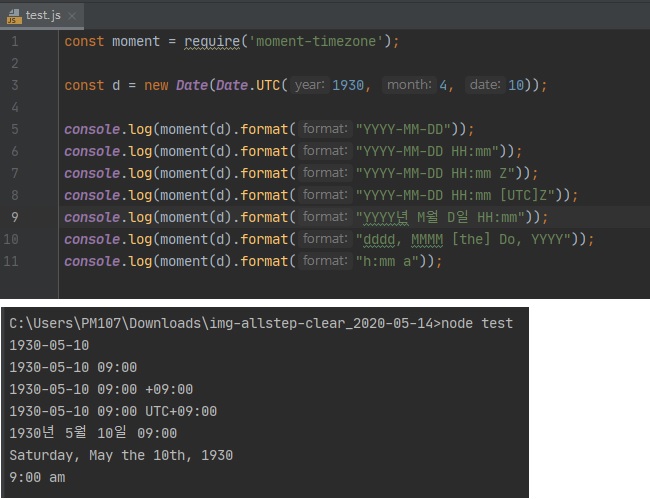 test.js
1 const moment = require('moment-timezone');
2
3 const d = new Date(Date.UTC( year: 1930, month: 4, date: 10));
4
5 console.log(moment(d).format( format: "YYYY-MM-DD"));
6 console.log(moment(d).format( format: "YYYY-MM-DD HH:mm"));
7 console.log(moment(d).format( format: "YYYY-MM-DD HH:mm Z"));
8 console.log(moment(d).format( format: "YYYY-MM-DD HH:mm [UTC]Z"));
9 console.log(moment(d).format( format: "YYYY년 M월 D일 HH:mm"));
10 console.log(moment(d).format( format: "dddd, MMMM [the] Do, YYYY"));
11 console.log(moment(d).format( format: "h:mm a"));
C:\Users\PM107\Downloads\img-allstep-clear_2020-05-14>node test
1930-05-10
1930-05-10 09:00
1930-05-10 09:00 +09:00
1930-05-10 09:00 UTC+09:00
1930년 5월 10일 09:00
Saturday, May the 10th, 1930
9:00 am